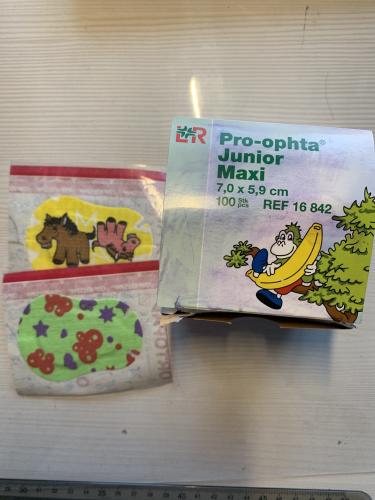 L&R
Pro-ophta®
Junior
Maxi
7,0 x 5,9 cm
100 Stk
pcs
REF 16 842